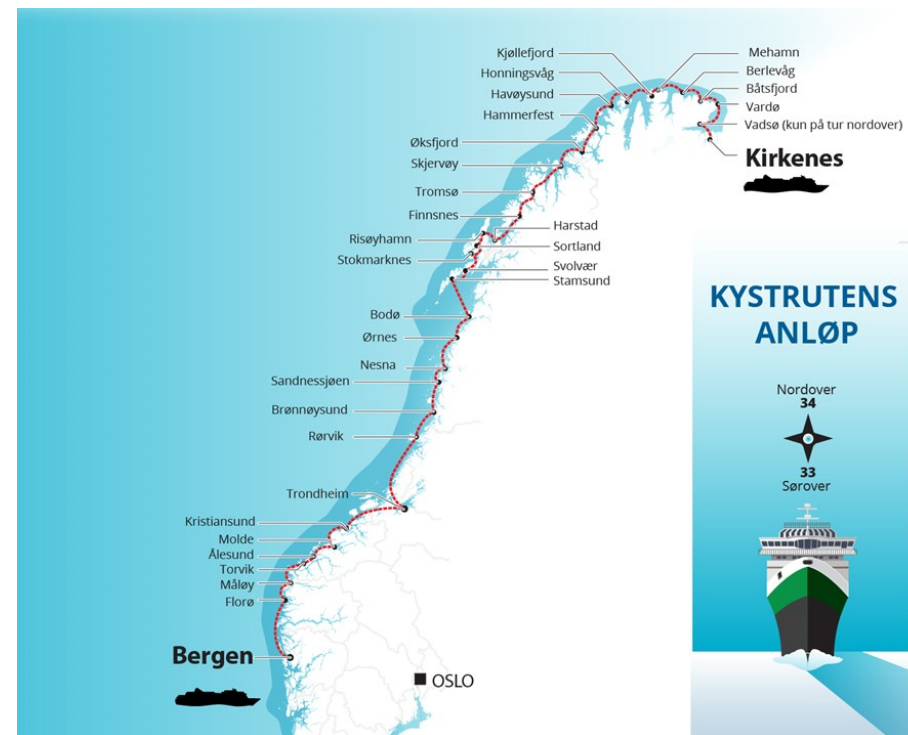 Kjøllefjord
Mehamn
Honningsvåg
Berlevåg
Havøysund
Båtsfjord
Hammerfest
Vardø
Vadsø (kun på tur nordover)
Øksfjord
Kirkenes
Skjervøy
Tromsø
Finnsnes
Harstad
Risøyhamn
Sortland
Stokmarknes
Svolvær
Stamsund
Bodø
Ørnes
Nesna
Sandnessjøen
Brønnøysund
Rørvik
Trondheim
Kristiansund
Molde
Ålesund
Torvik
Måløy
Florø
Bergen
OSLO
KYSTRUTENS
ANLØP
Nordover
34
33
Sørover